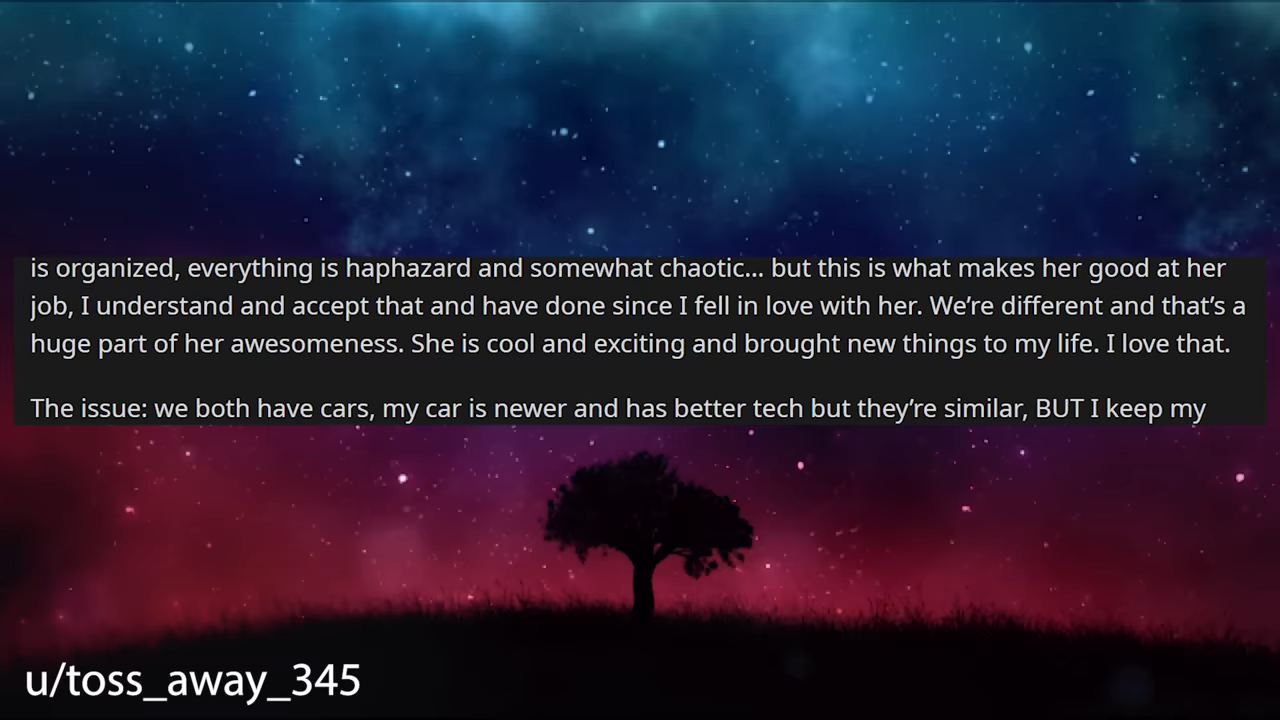 is organized, everything is haphazard and somewhat chaotic... but this is what makes her good at her
job, I understand and accept that and have done since I fell in love with her. We’re different and that’s a
huge part of her awesomeness. She is cool and exciting and brought new things to my life. I love that.
The issue: we both have cars, my car is newer and has better tech but they’re similar, BUT I keep my
u/toss_away_345